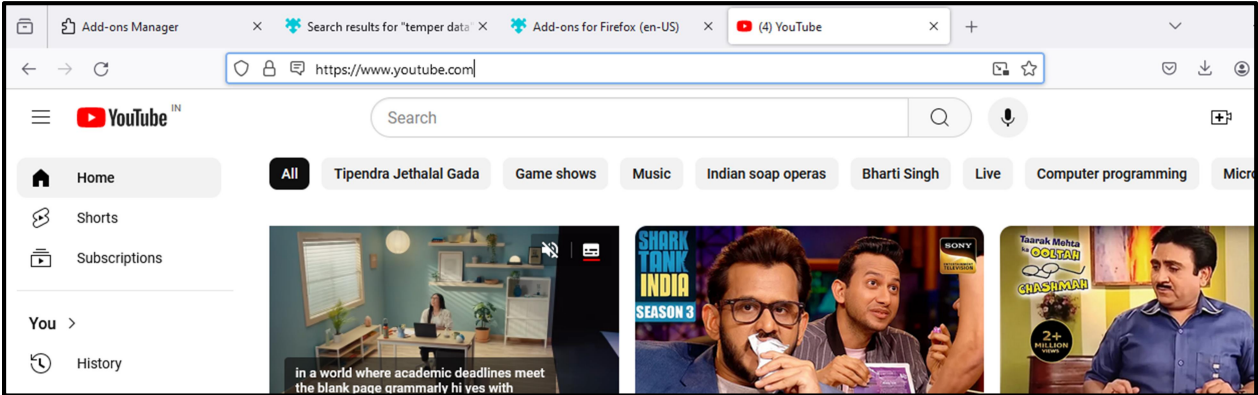 Add-ons Manager
Search results for "temper data"
Add-ons for Firefox (en-US)
(4) YouTube
https://www.youtube.com
YouTube IN
Search
All
Tipendra Jethalal Gada
Game shows
Music
Indian soap operas
Bharti Singh
Live
Computer programming
Micro
Home
Shorts
Subscriptions
You
History
in a world where academic deadlines meet
the blank page grammarly hi yes with
SHARK
TANK
INDIA
SEASON 3
SONY
ENTERTAINMENT
TELEVISION
Taarak Mehta
ka OOLTAH
CHASHMAH
2+
MILLION
VIEWS